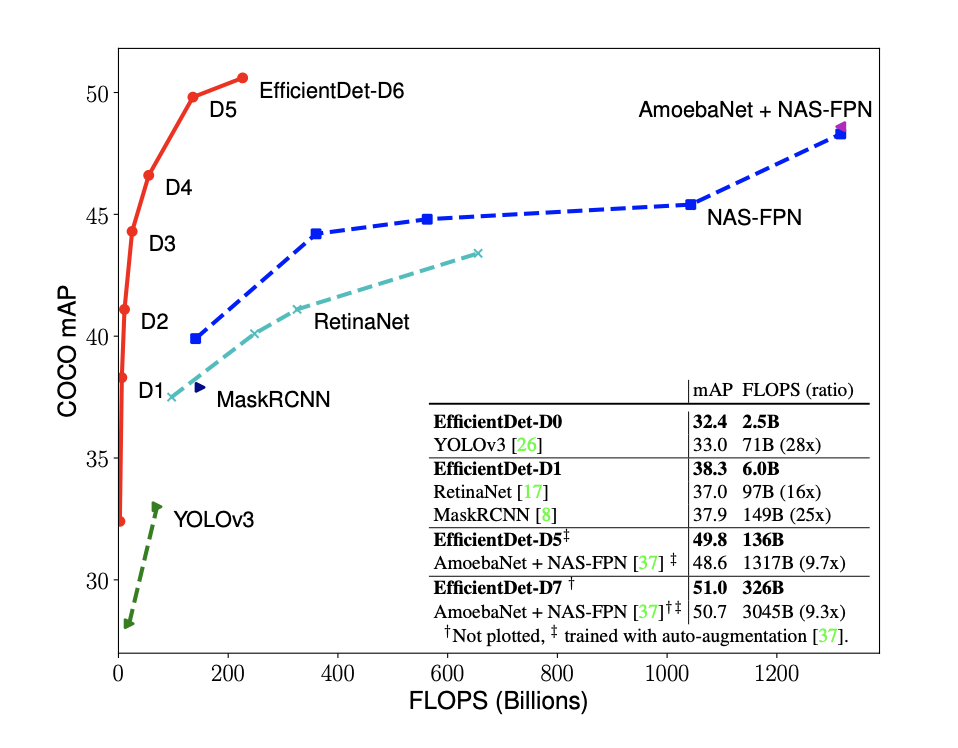 50
45
40
35
30
COCO mAP
EfficientDet-D6
D5
D4
D3
D2
D1
AmoebaNet + NAS-FPN
NAS-FPN
RetinaNet
MaskRCNN
YOLOv3
mAP FLOPS (ratio)
EfficientDet-D0 32.4 2.5B
YOLOv3 [26] 33.0 71B (28x)
EfficientDet-D1 38.3 6.0B
RetinaNet [17] 37.0 97B (16x)
MaskRCNN [8] 37.9 149B (25x)
EfficientDet-D5‡ 49.8 136B
AmoebaNet + NAS-FPN [37] ‡ 48.6 1317B (9.7x)
EfficientDet-D7 † 51.0 326B
AmoebaNet + NAS-FPN [37]†‡ 50.7 3045B (9.3x)
†Not plotted, ‡ trained with auto-augmentation [37].
0 200 400 600 800 1000 1200
FLOPS (Billions)